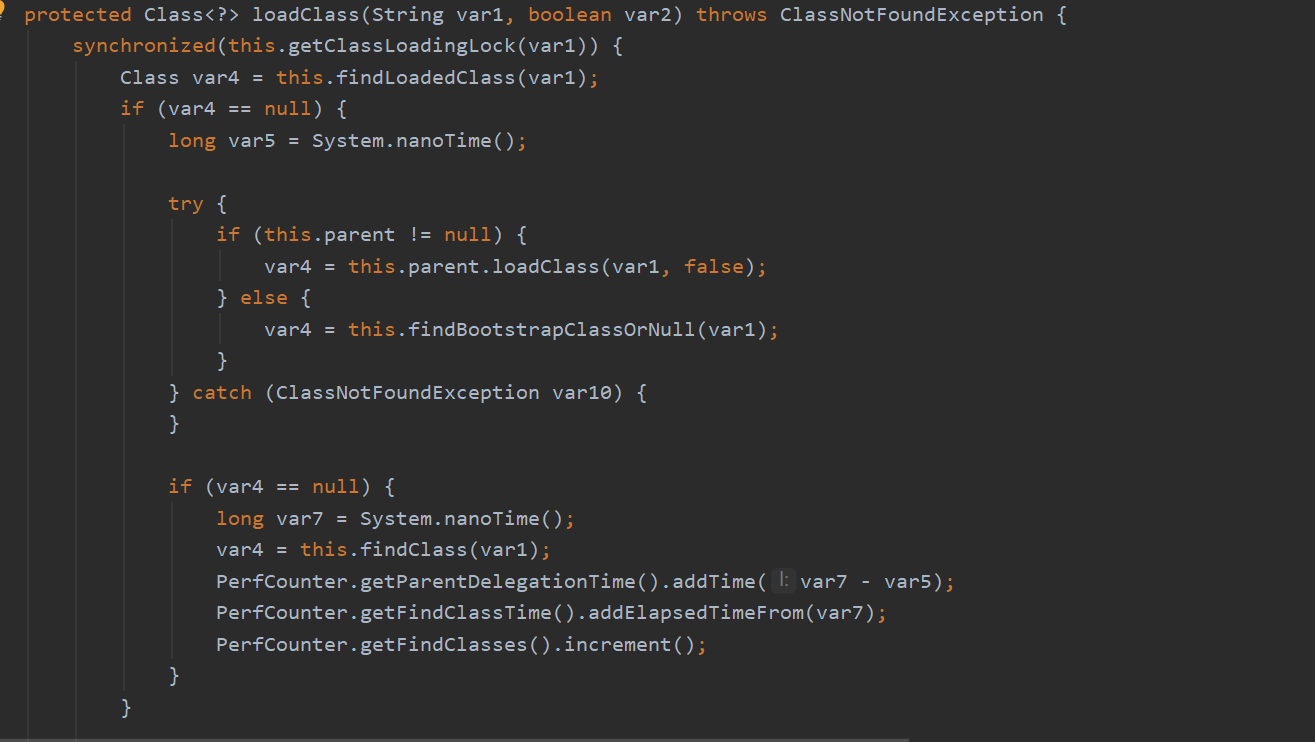 protected Class<?> loadClass(String var1, boolean var2) throws ClassNotFoundException {
synchronized(this.getClassLoadingLock(var1)) {
Class var4 = this.findLoadedClass(var1);
if (var4 == null) {
long var5 = System.nanoTime();
try {
if (this.parent != null) {
var4 = this.parent.loadClass(var1, false);
} else {
var4 = this.findBootstrapClassOrNull(var1);
}
} catch (ClassNotFoundException var10) {
}
if (var4 == null) {
long var7 = System.nanoTime();
var4 = this.findClass(var1);
PerfCounter.getParentDelegationTime().addTime( l: var7 - var5);
PerfCounter.getFindClassTime().addElapsedTimeFrom(var7);
PerfCounter.getFindClasses().increment();
}
}